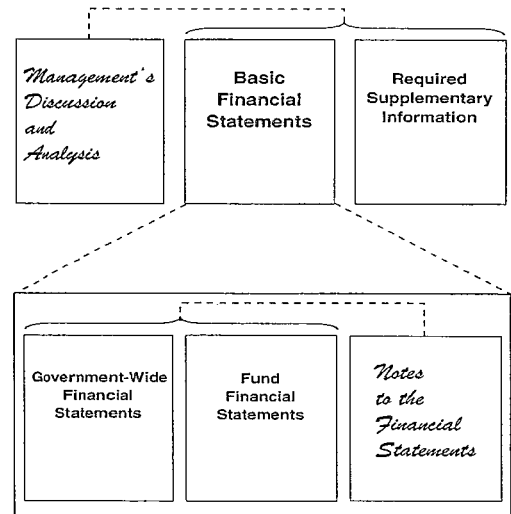 Management's
Discussion
and
Analysis
Basic
Financial
Statements
Required
Supplementary
Information
Government-Wide
Financial
Statements
Fund
Financial
Statements
Notes
to the
Financial
Statements